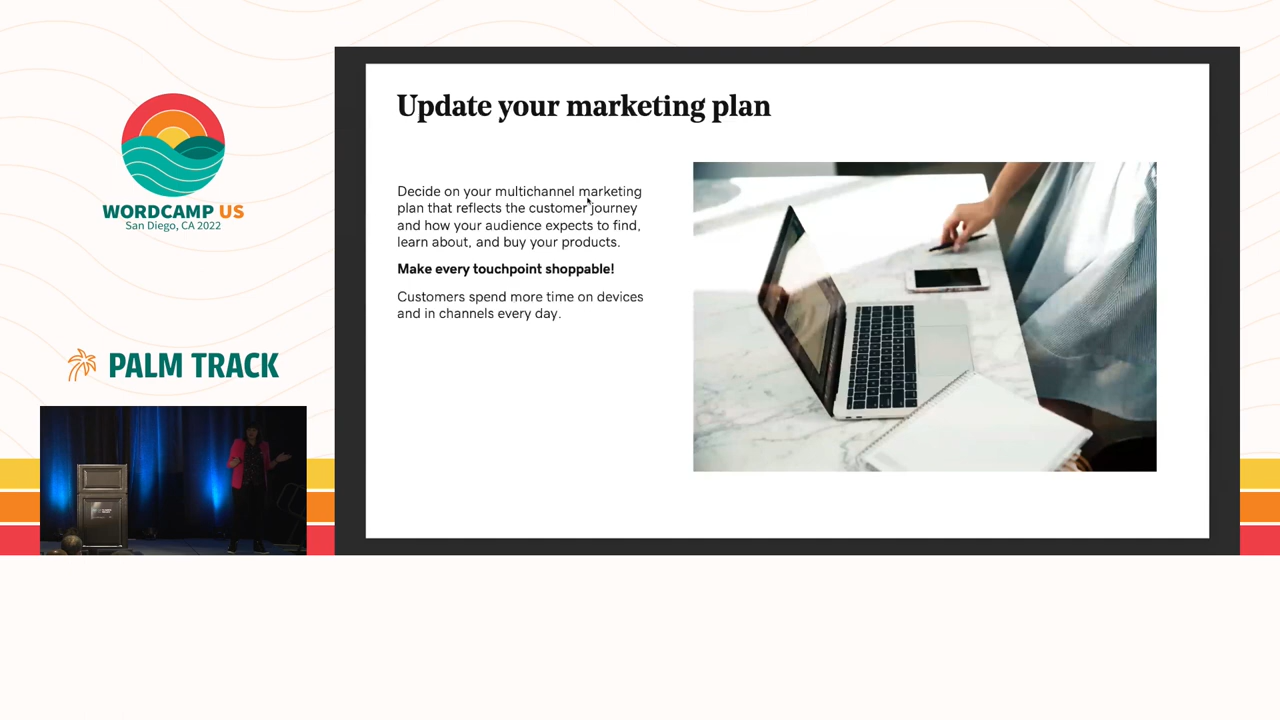 WORDCAMP US
San Diego, CA 2022
PALM TRACK
Update your marketing plan
Decide on your multichannel marketing
plan that reflects the customer journey
and how your audience expects to find,
learn about, and buy your products.
Make every touchpoint shoppable!
Customers spend more time on devices
and in channels every day.